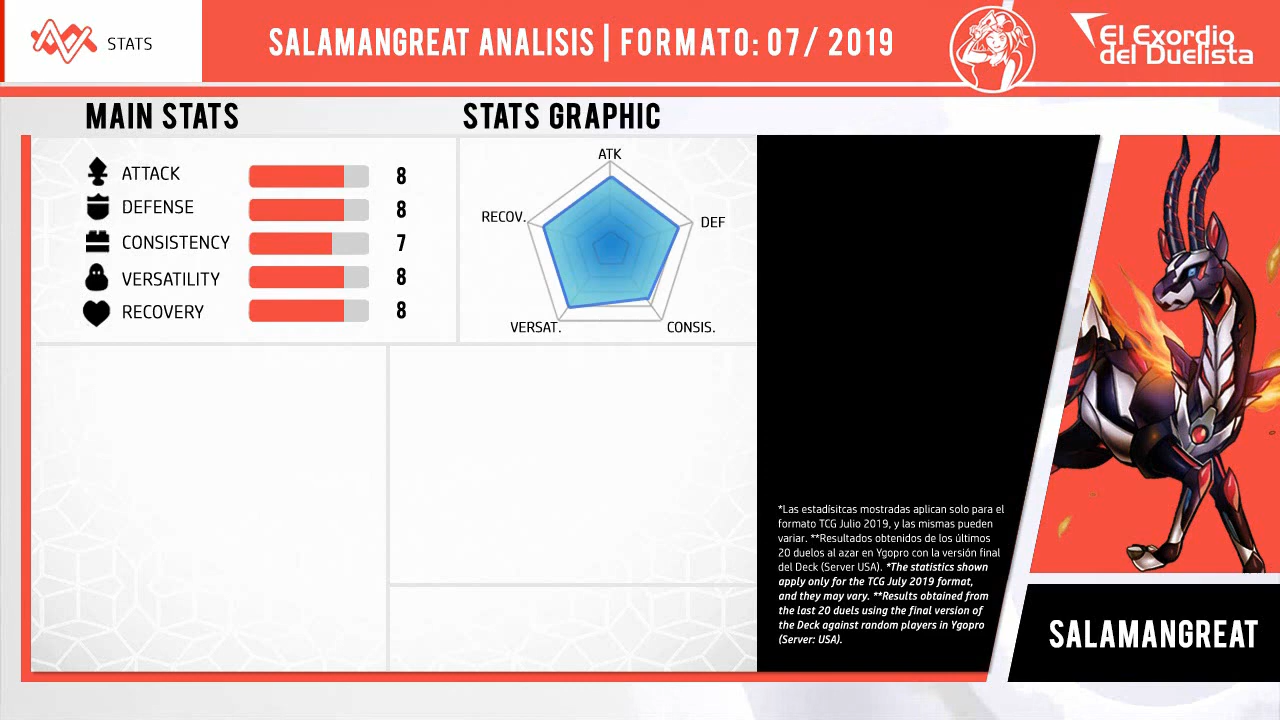 STATS
SALAMANGREAT ANALISIS | FORMATO: 07/ 2019
El Exordio
del Duelista
MAIN STATS
STATS GRAPHIC
ATTACK 8
DEFENSE 8
CONSISTENCY 7
VERSATILITY 8
RECOVERY 8
ATK
RECOV.
DEF
VERSAT.
CONSIS.
*Las estadísitcas mostradas aplican solo para el
formato TCG Julio 2019, y las mismas pueden
variar. **Resultados obtenidos de los últimos
20 duelos al azar en Ygopro con la versión final
del Deck (Server USA). *The statistics shown
apply only for the TCG July 2019 format,
and they may vary. **Results obtained from
the last 20 duels using the final version of
the Deck against random players in Ygopro
(Server: USA).
SALAMANGREAT